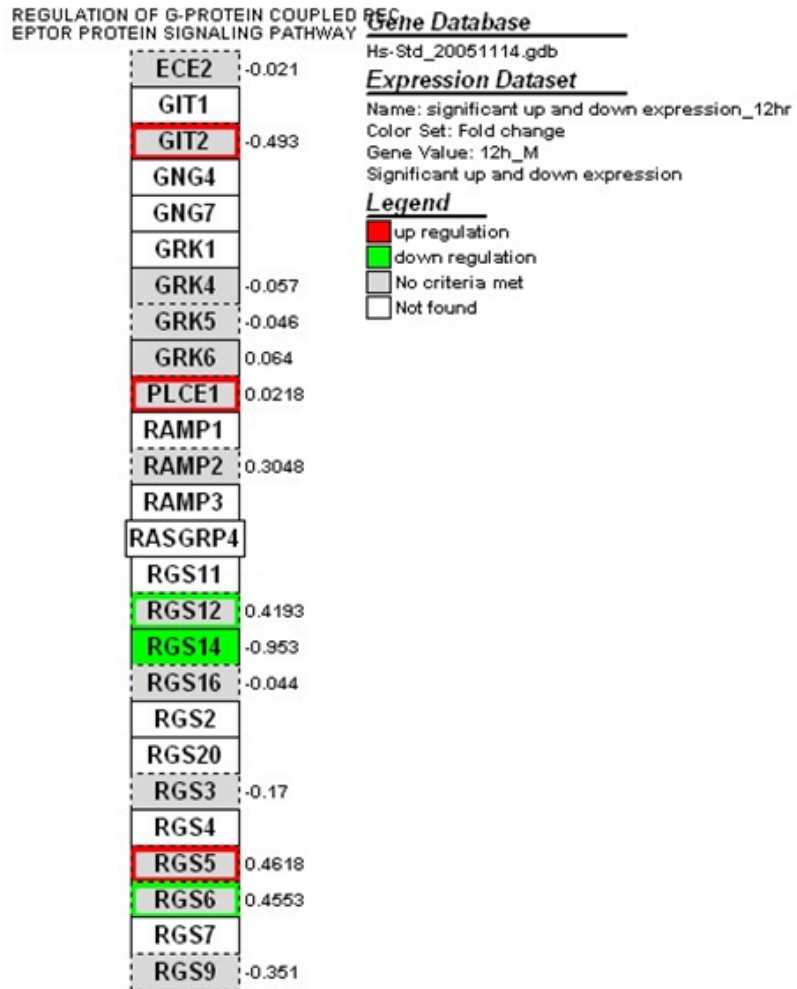 REGULATION OF G-PROTEIN COUPLED REC
EPTOR PROTEIN SIGNALING PATHWAY
Gene Database
Hs-Std_20051114.gdb
Expression Dataset
Name: significant up and down expression_12hr
Color Set: Fold change
Gene Value: 12h_M
Significant up and down expression
Legend
up regulation
down regulation
No criteria met
Not found
ECE2 -0.021
GIT1
GIT2 -0.493
GNG4
GNG7
GRK1
GRK4 -0.057
GRK5 -0.046
GRK6 0.064
PLCE1 0.0218
RAMP1
RAMP2 0.3048
RAMP3
RASGRP4
RGS11
RGS12 0.4193
RGS14 -0.953
RGS16 -0.044
RGS2
RGS20
RGS3 -0.17
RGS4
RGS5 0.4618
RGS6 0.4553
RGS7
RGS9 -0.351